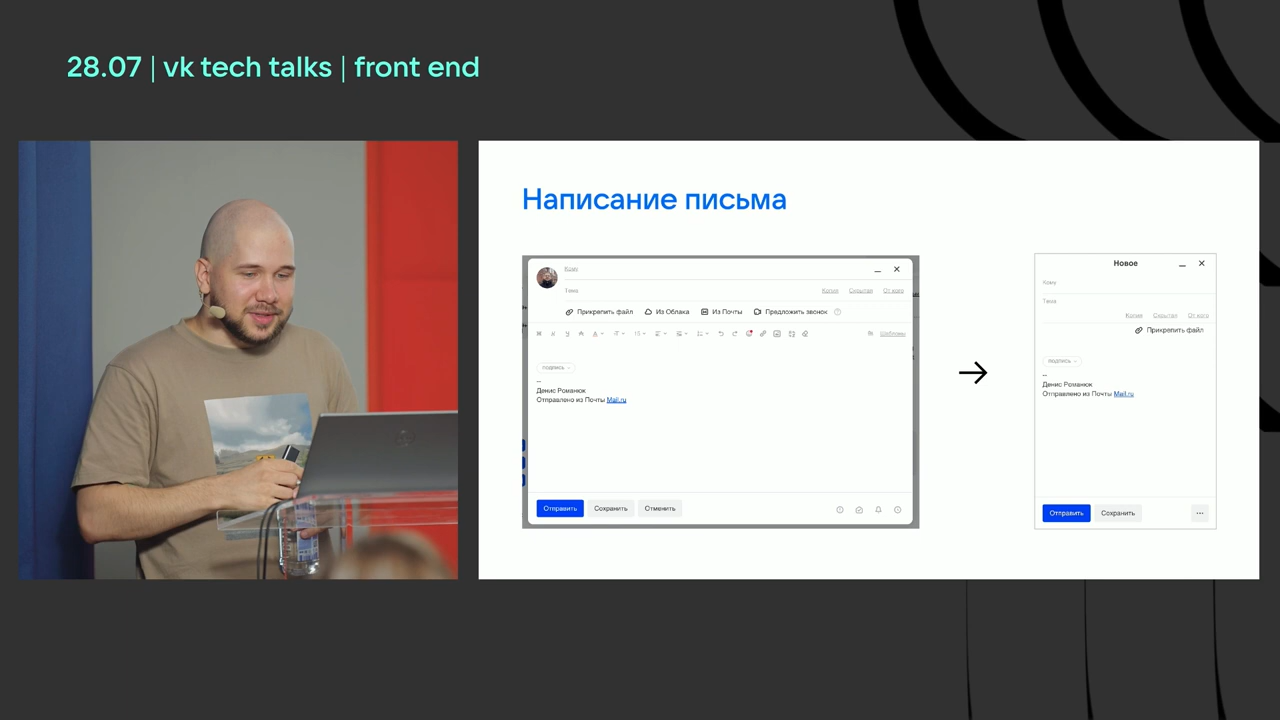 28.07 | vk tech talks | front end
Написание письма
Кому
Тема
Копия Скрытая От кого
Прикрепить файл Из Облака Из Почты Предложить звонок
Шаблоны
подпись
--
Денис Романюк
Отправлено из Почты Mail.ru
Отправить Сохранить Отменить
Новое
Кому
Тема
Копия Скрытая От кого
Прикрепить файл
подпись
--
Денис Романюк
Отправлено из Почты Mail.ru
Отправить Сохранить